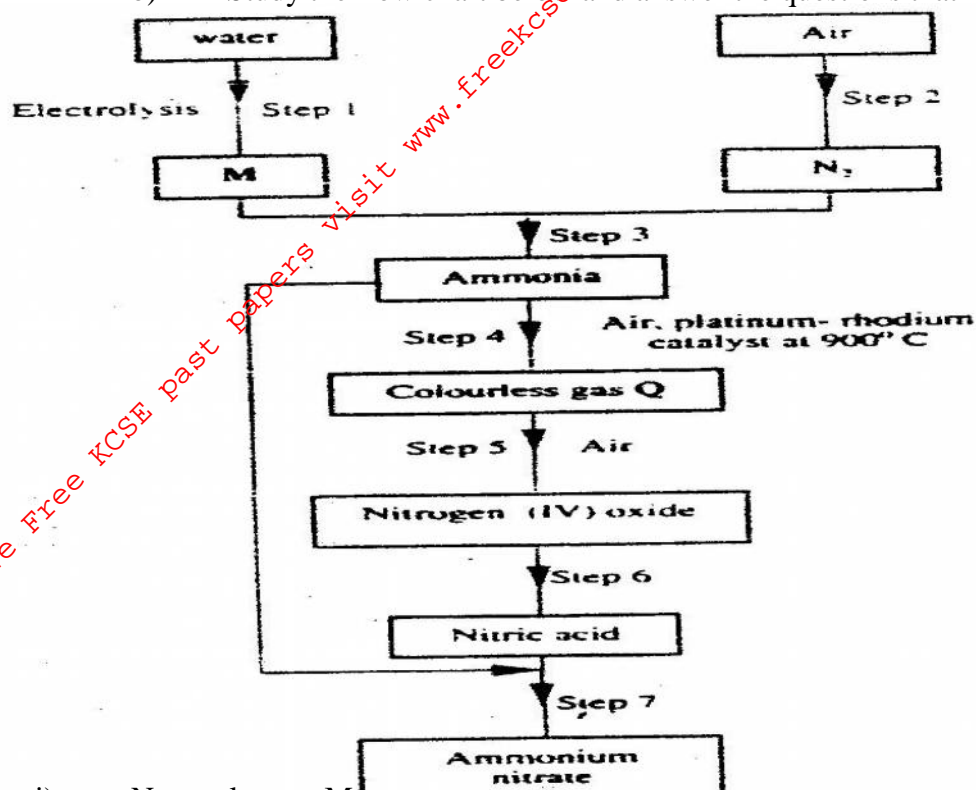 water
Air
Electrolysis
Step 1
Step 2
M
N₂
Step 3
Ammonia
Step 4
Air, platinum- rhodium
catalyst at 900° C
Colourless gas Q
Step 5
Air
Nitrogen (IV) oxide
Step 6
Nitric acid
Step 7
Ammonium
nitrate
Free KCSE past papers visit www.freekcse